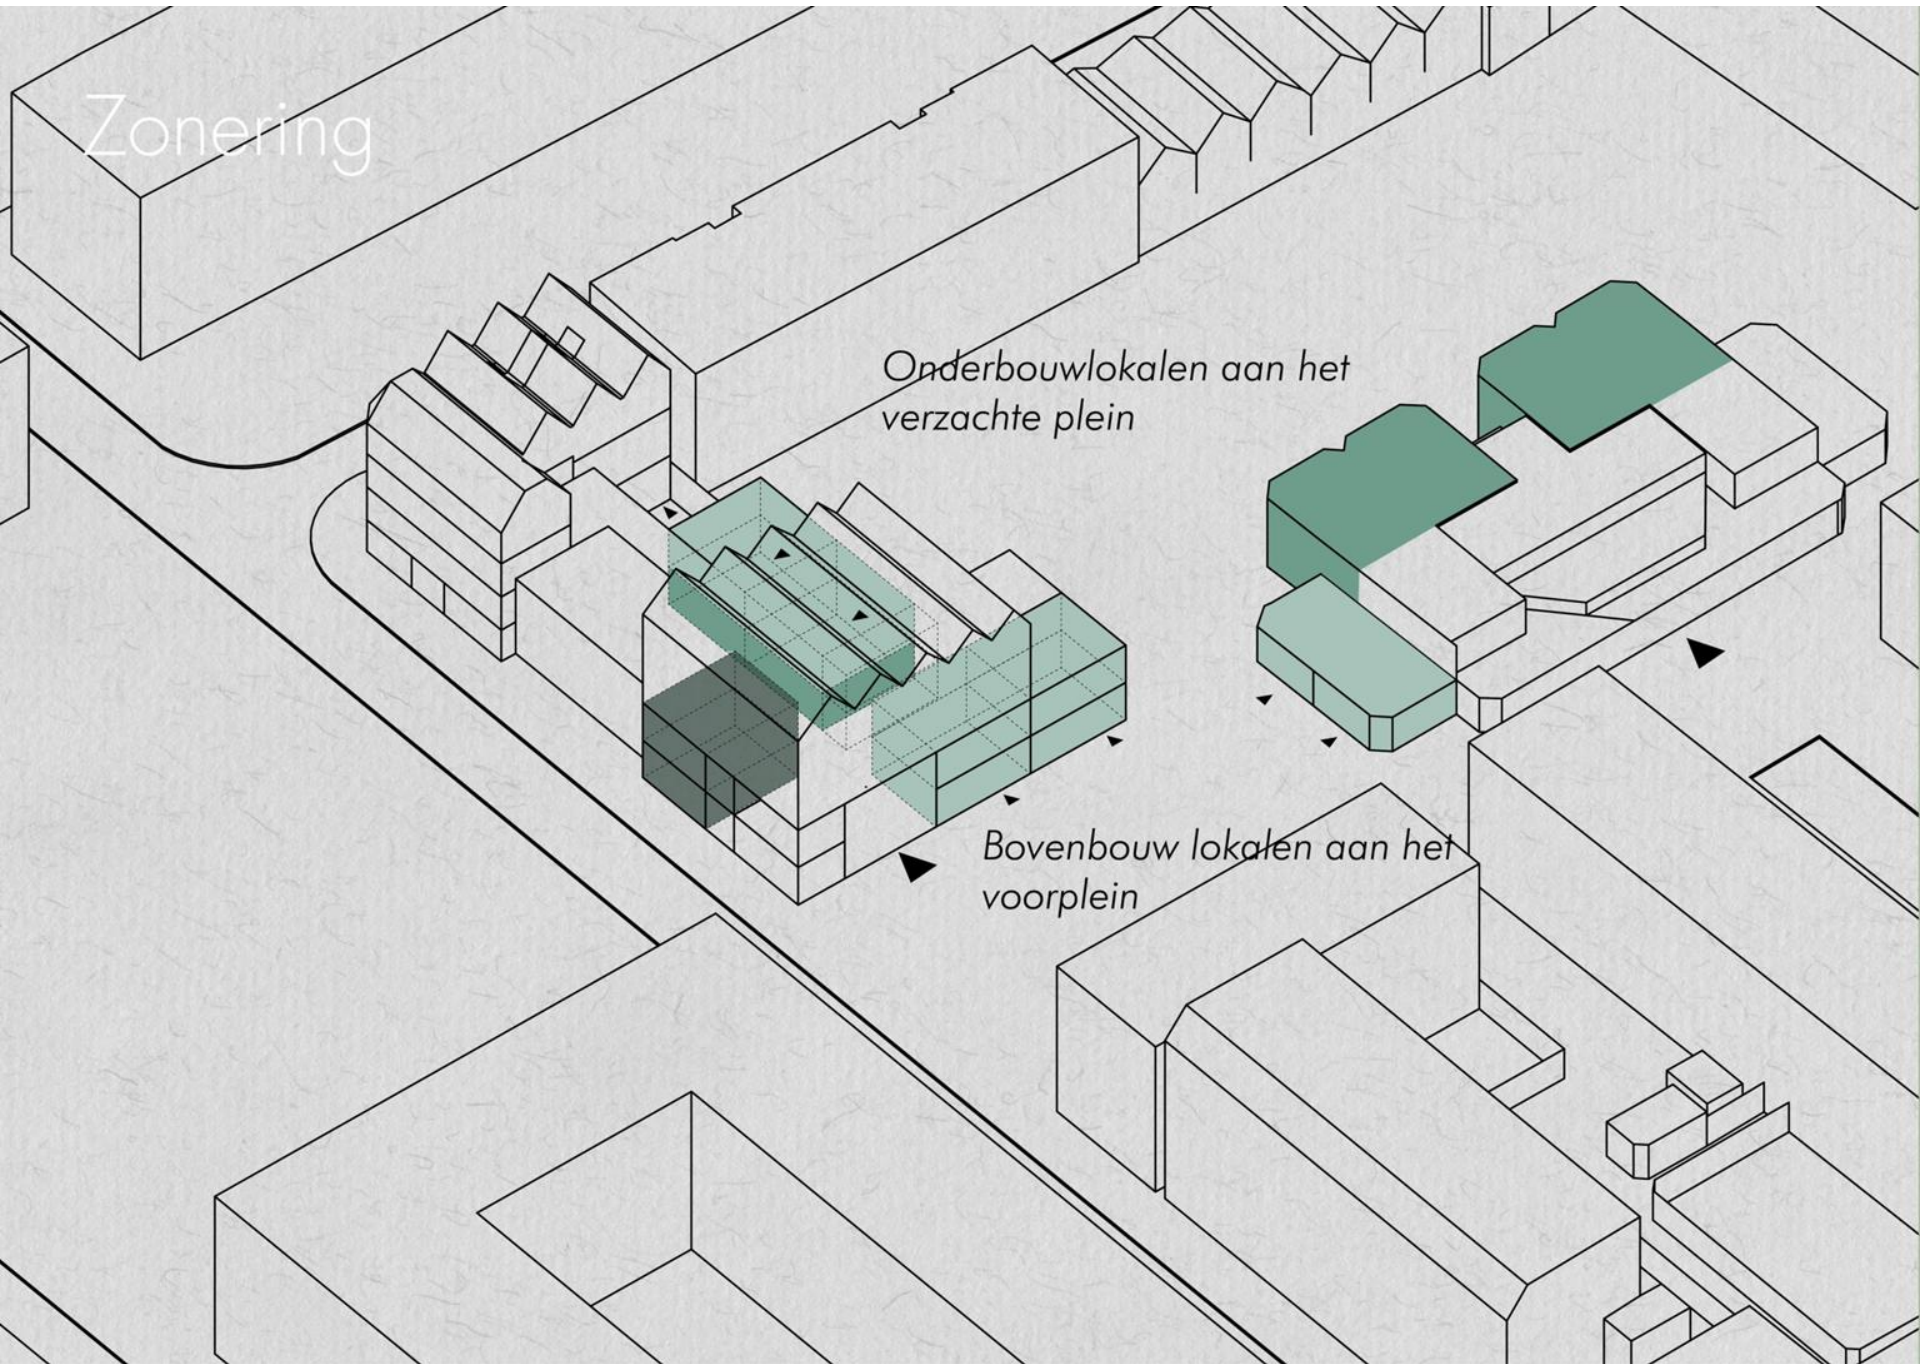 Zonering
Onderbouwlokalen aan het
verzachte plein
Bovenbouw lokalen aan het
voorplein